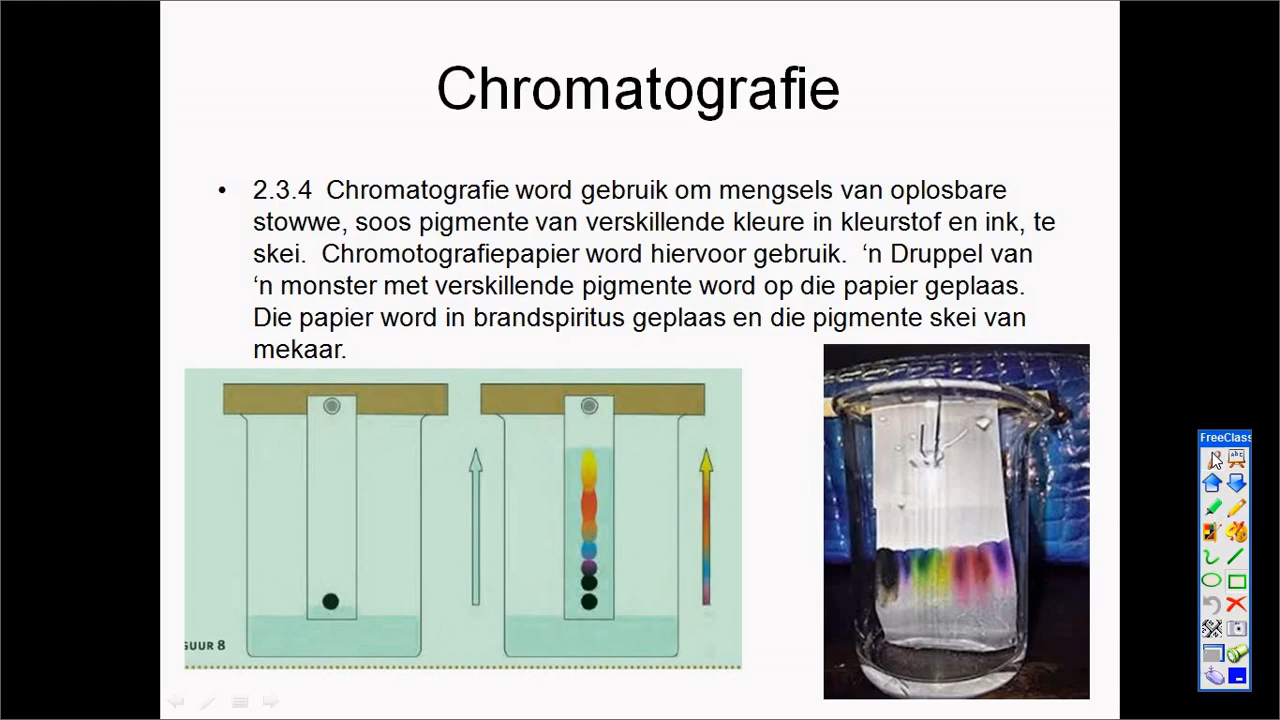 Chromatografie
• 2.3.4 Chromatografie word gebruik om mengsels van oplosbare
stowwe, soos pigmente van verskillende kleure in kleurstof en ink, te
skei. Chromotografiepapier word hiervoor gebruik. ‘n Druppel van
‘n monster met verskillende pigmente word op die papier geplaas.
Die papier word in brandspiritus geplaas en die pigmente skei van
mekaar.
GUUR 8
FreeClass